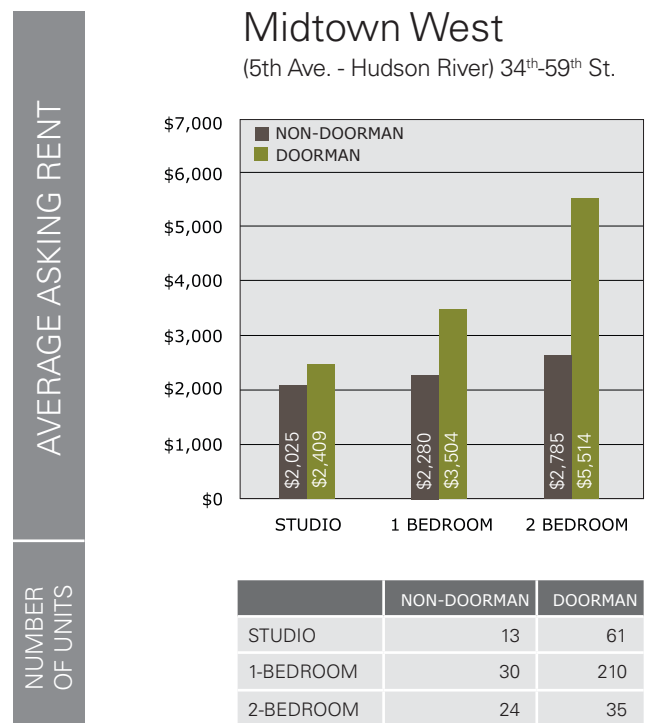 Midtown West
(5th Ave. - Hudson River) 34th-59th St.
AVERAGE ASKING RENT
$7,000
$6,000
$5,000
$4,000
$3,000
$2,000
$1,000
$0
NON-DOORMAN
DOORMAN
$2,025
$2,409
$2,280
$3,504
$2,785
$5,514
STUDIO 1 BEDROOM 2 BEDROOM
NUMBER
OF UNITS
NON-DOORMAN DOORMAN
STUDIO 13 61
1-BEDROOM 30 210
2-BEDROOM 24 35